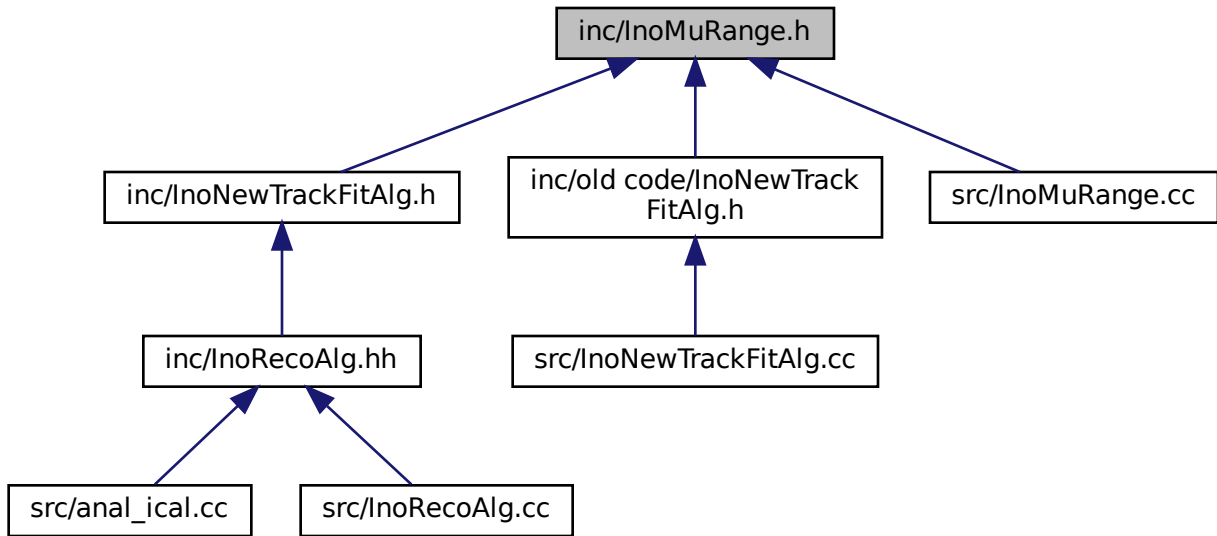 inc/InoMuRange.h
inc/InoNewTrackFitAlg.h
inc/old code/InoNewTrack
FitAlg.h
src/InoMuRange.cc
inc/InoRecoAlg.hh
src/InoNewTrackFitAlg.cc
src/anal_ical.cc
src/InoRecoAlg.cc